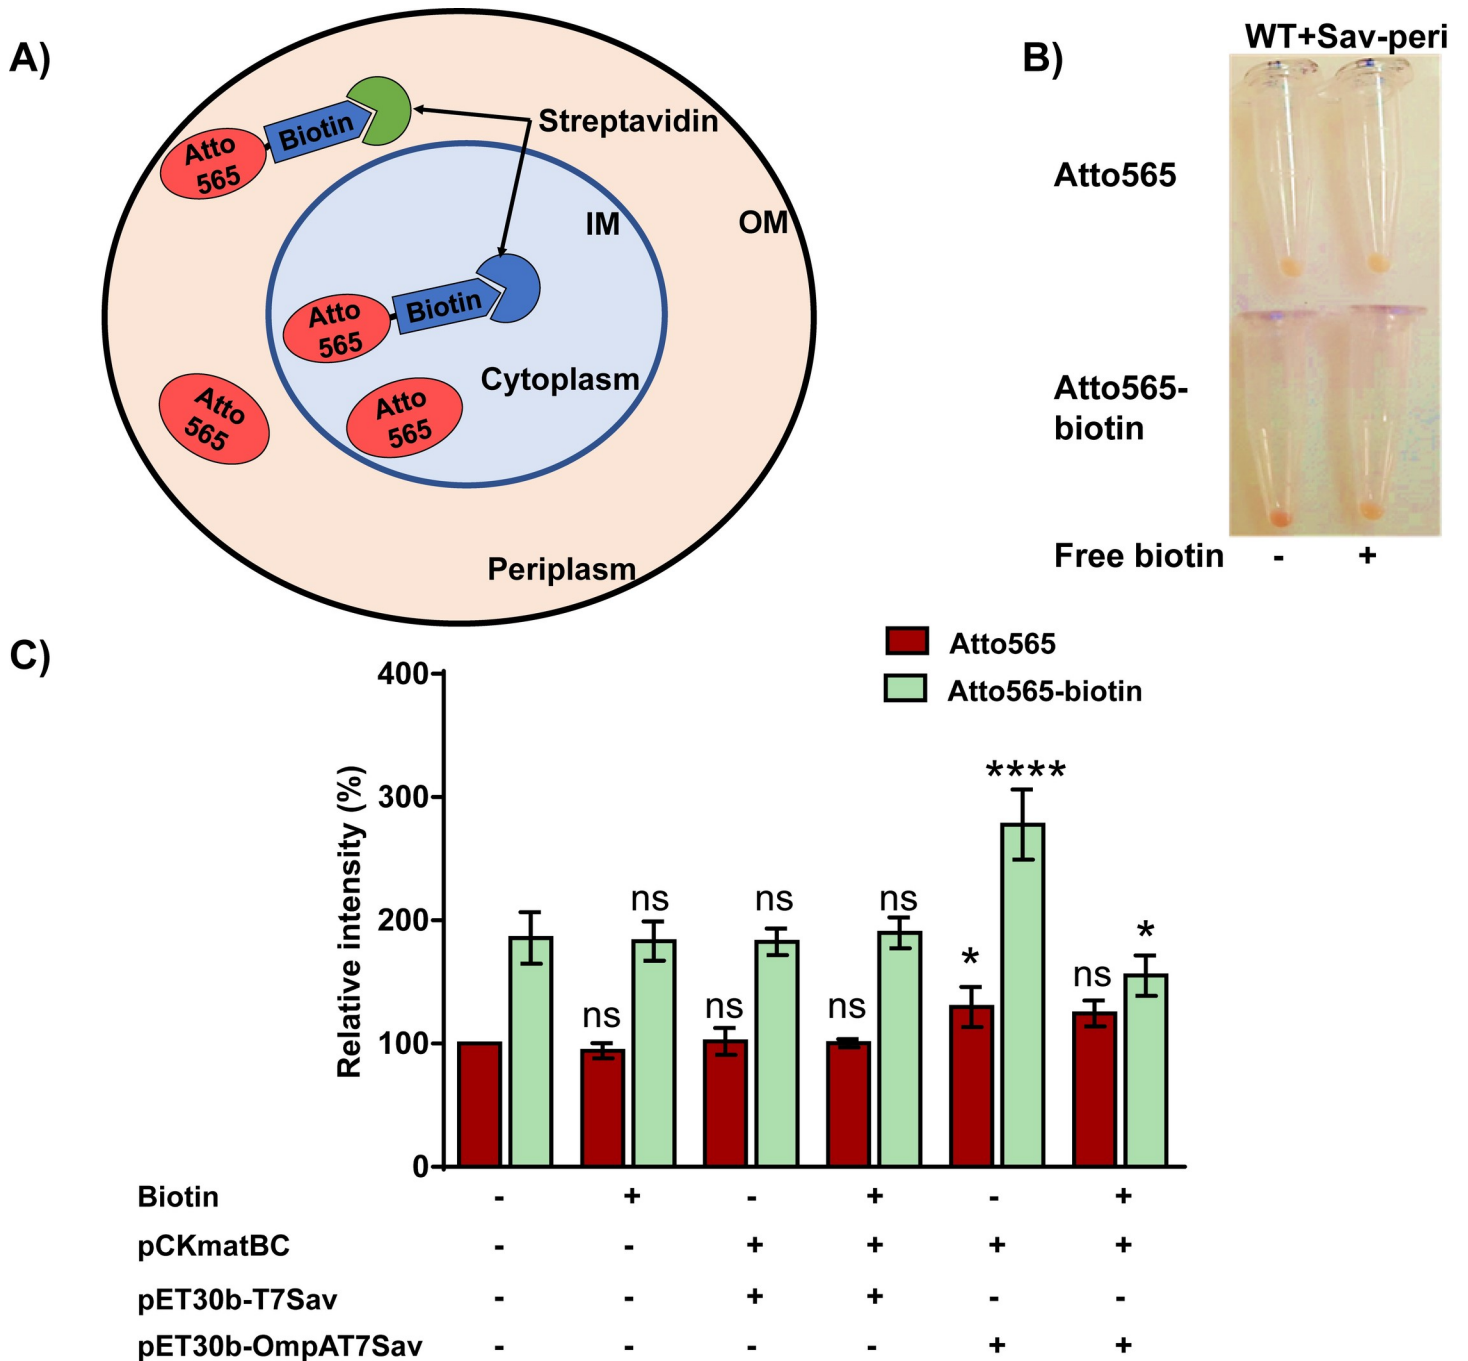 A)
Atto
565
Biotin
Streptavidin
IM
OM
Atto
565
Biotin
Cytoplasm
Atto
565
Atto
565
Periplasm
B)
WT+Sav-peri
Atto565
Atto565-
biotin
Free biotin - +
C)
Atto565
Atto565-biotin
Relative intensity (%)
400
300
200
100
0
ns
ns
ns
ns
ns
ns
*
****
ns
*
Biotin - + - + - +
pCKmatBC - - + + + +
pET30b-T7Sav - - + + - -
pET30b-OmpAT7Sav - - - - + +